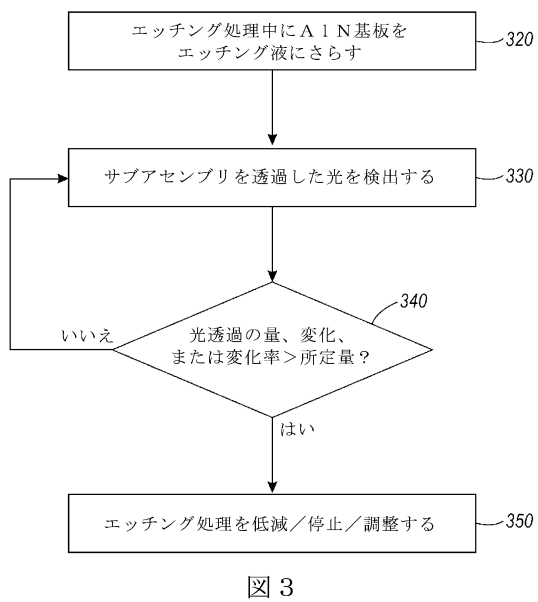 エッチング処理中にAlN基板を
エッチング液にさらす
320
サブアセンブリを透過した光を検出する
330
340
光透過の量、変化、
または変化率>所定量?
いいえ
はい
エッチング処理を低減/停止/調整する
350
図3